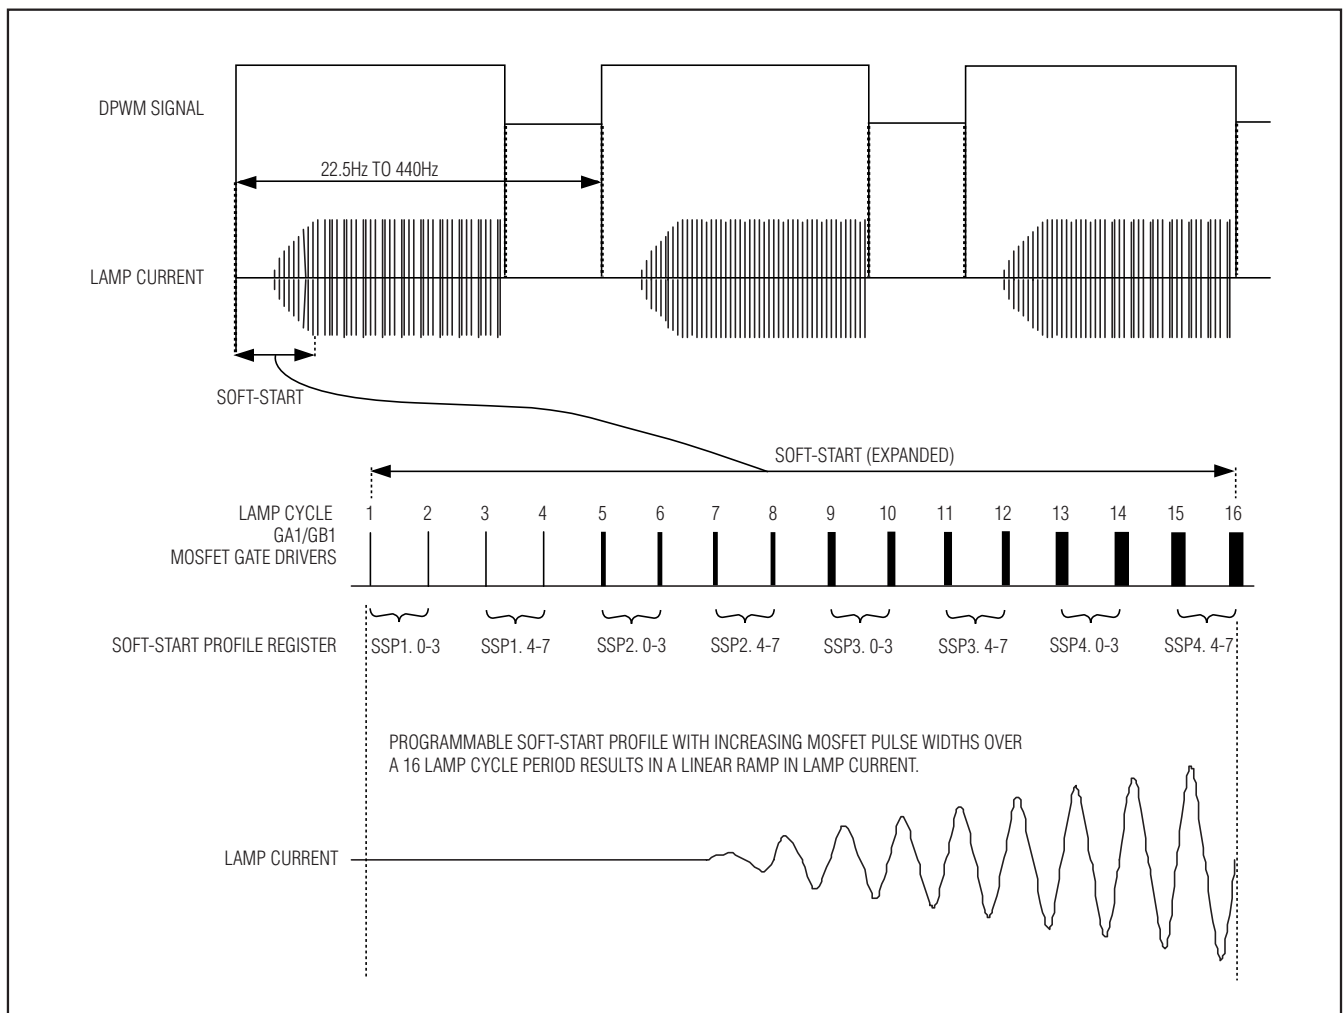 DPWM SIGNAL
22.5Hz TO 440Hz
LAMP CURRENT
SOFT-START
SOFT-START (EXPANDED)
LAMP CYCLE 1 2 3 4 5 6 7 8 9 10 11 12 13 14 15 16
GA1/GB1
MOSFET GATE DRIVERS
SOFT-START PROFILE REGISTER SSP1. 0-3 SSP1. 4-7 SSP2. 0-3 SSP2. 4-7 SSP3. 0-3 SSP3. 4-7 SSP4. 0-3 SSP4. 4-7
PROGRAMMABLE SOFT-START PROFILE WITH INCREASING MOSFET PULSE WIDTHS OVER
A 16 LAMP CYCLE PERIOD RESULTS IN A LINEAR RAMP IN LAMP CURRENT.
LAMP CURRENT